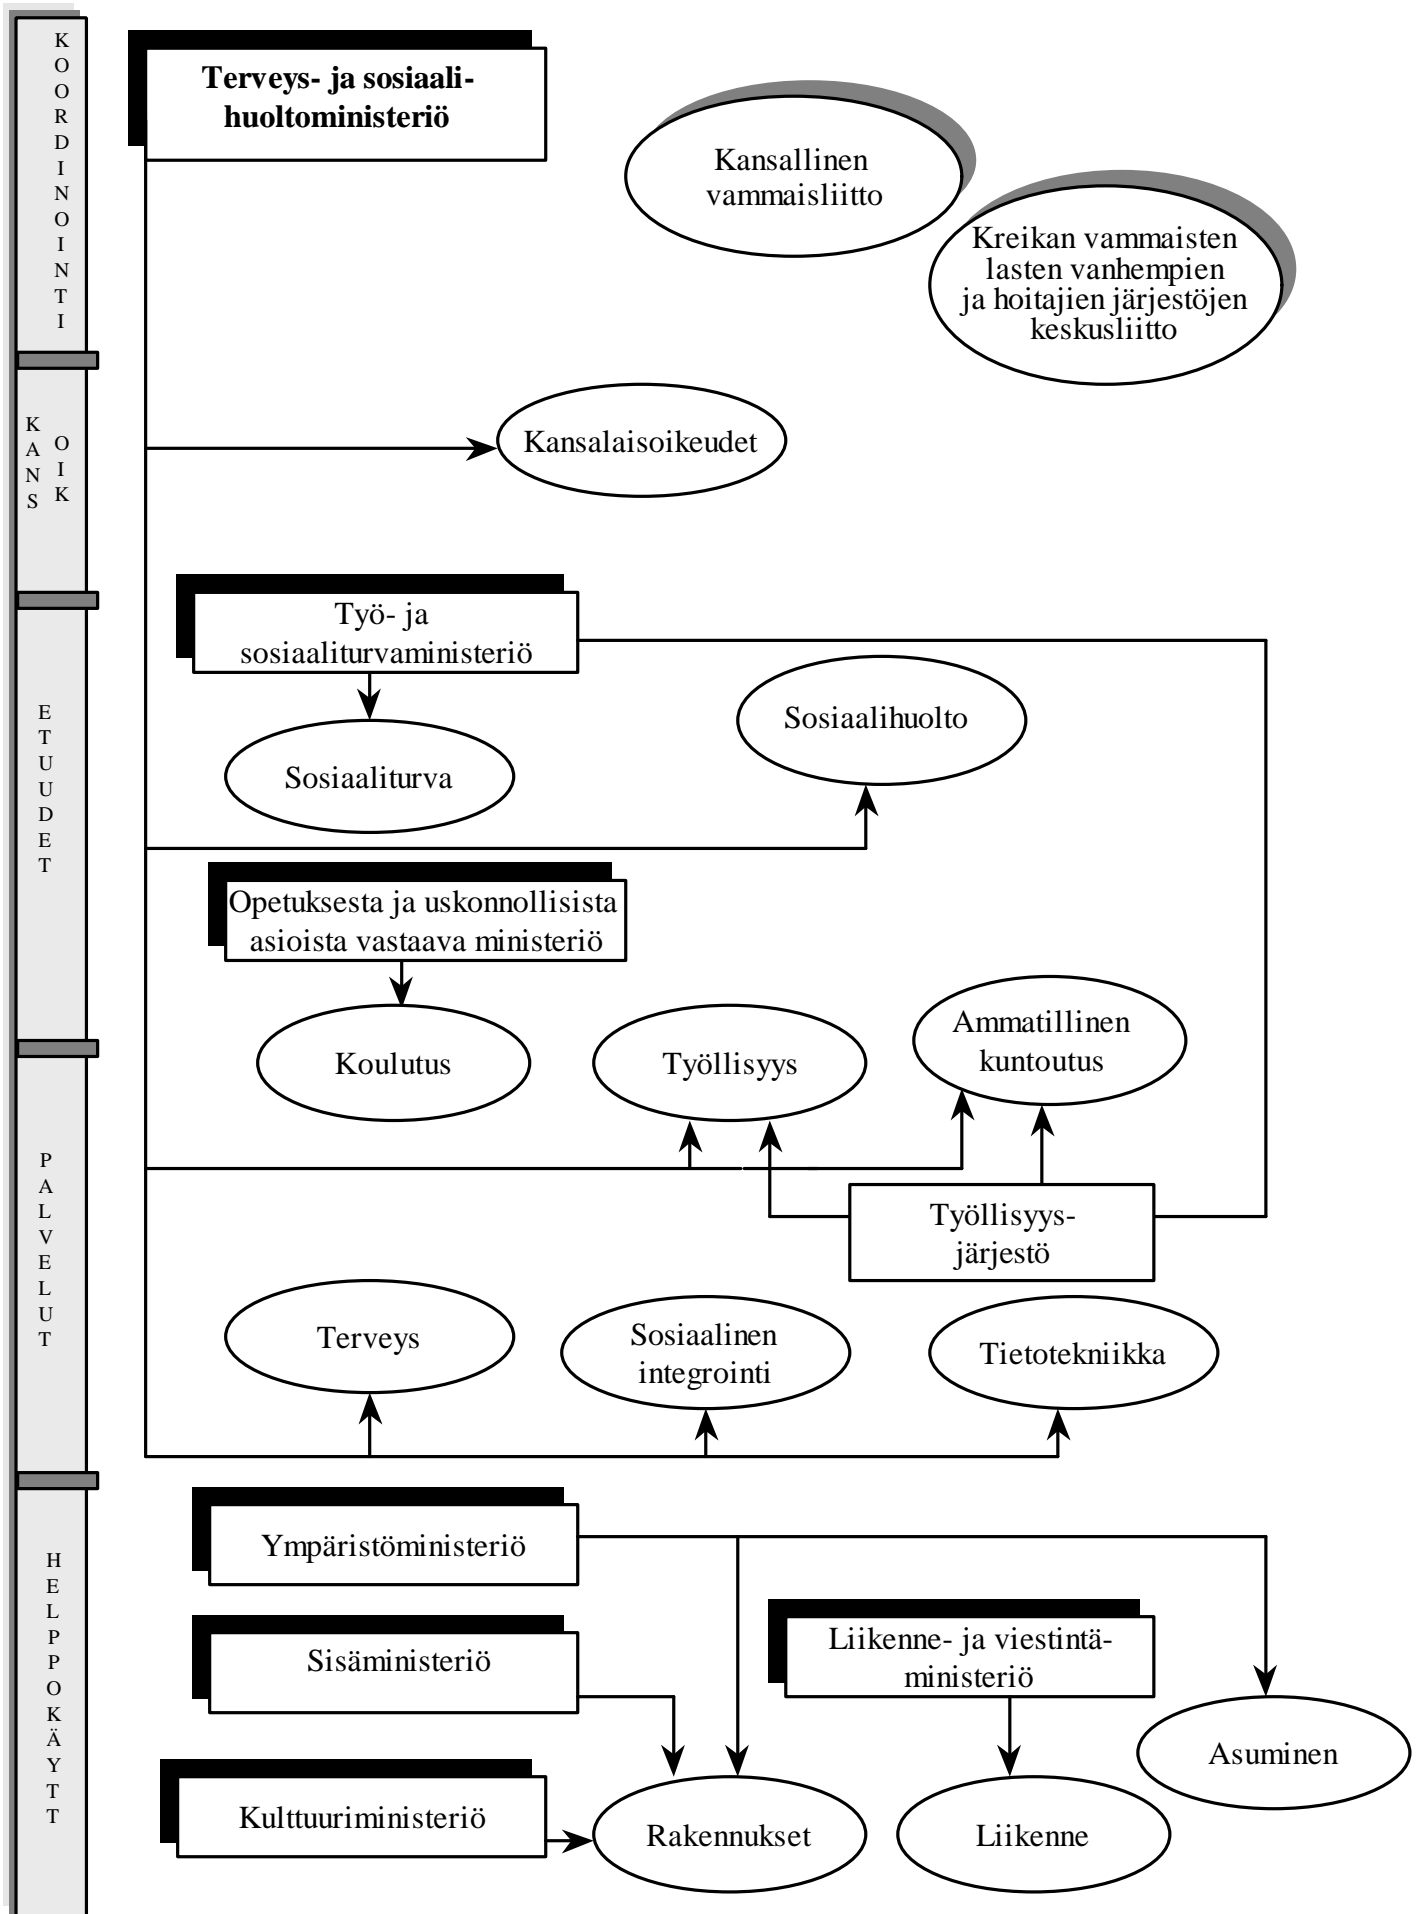 KOORDINOINTI
Terveys- ja sosiaali-
huoltoministeriö
Kansallinen
vammaisliitto
Kreikan vammaisten
lasten vanhempien
ja hoitajien järjestöjen
keskusliitto
KANS
OIK
Kansalaisoikeudet
ETUUDET
Työ- ja
sosiaaliturvaministeriö
Sosiaalihuolto
Sosiaaliturva
Opetuksesta ja uskonnollisista
asioista vastaava ministeriö
Koulutus
Työllisyys
Ammatillinen
kuntoutus
PALVELUT
Työllisyys-
järjestö
Terveys
Sosiaalinen
integrointi
Tietotekniikka
HELPPOKÄYTT
Ympäristöministeriö
Sisäministeriö
Liikenne- ja viestintä-
ministeriö
Asuminen
Kulttuuriministeriö
Rakennukset
Liikenne